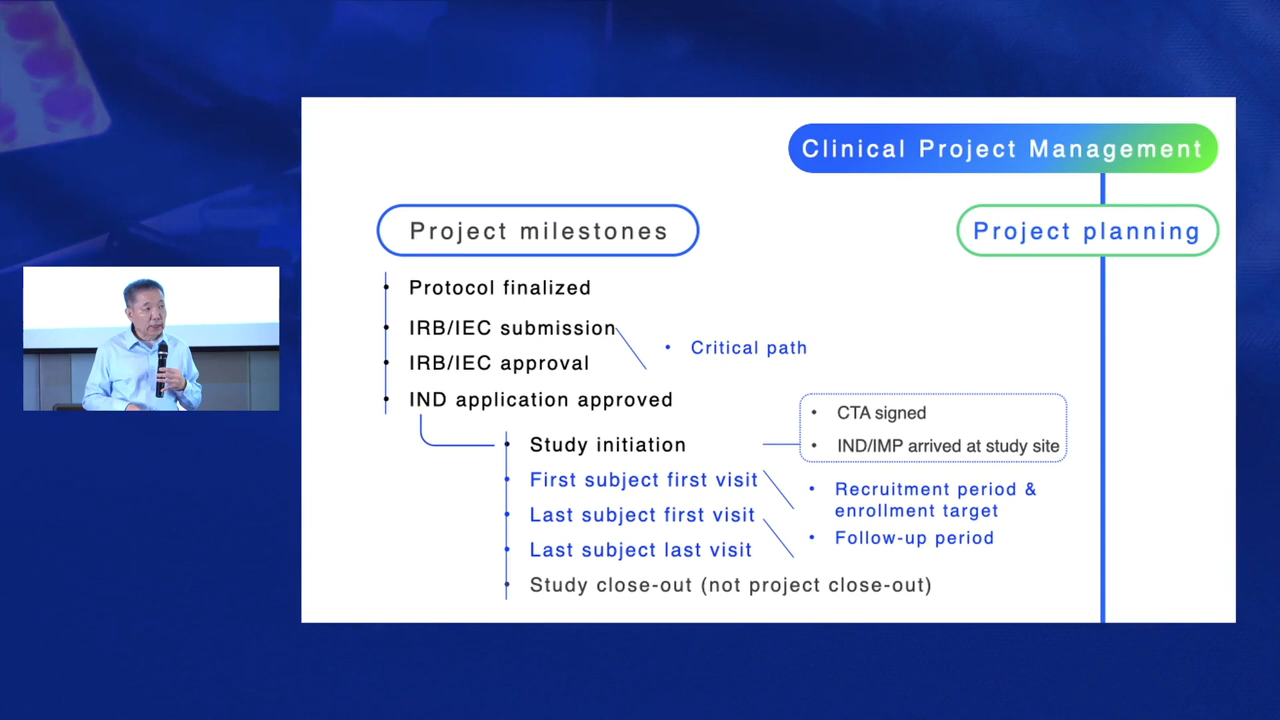 Clinical Project Management
Project milestones
Project planning
Protocol finalized
IRB/IEC submission
Critical path
IRB/IEC approval
IND application approved
CTA signed
Study initiation
IND/IMP arrived at study site
First subject first visit
Recruitment period &
enrollment target
Last subject first visit
Follow-up period
Last subject last visit
Study close-out (not project close-out)